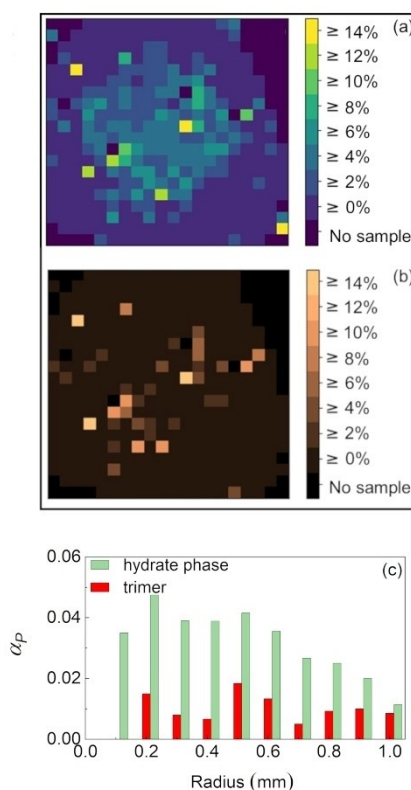 (a)
≥ 14%
≥ 12%
≥ 10%
≥ 8%
≥ 6%
≥ 4%
≥ 2%
≥ 0%
No sample
(b)
≥ 14%
≥ 12%
≥ 10%
≥ 8%
≥ 6%
≥ 4%
≥ 2%
≥ 0%
No sample
0.06
hydrate phase
(c)
trimer
0.04
αP
0.02
0.00
0.0 0.2 0.4 0.6 0.8 1.0
Radius (mm)